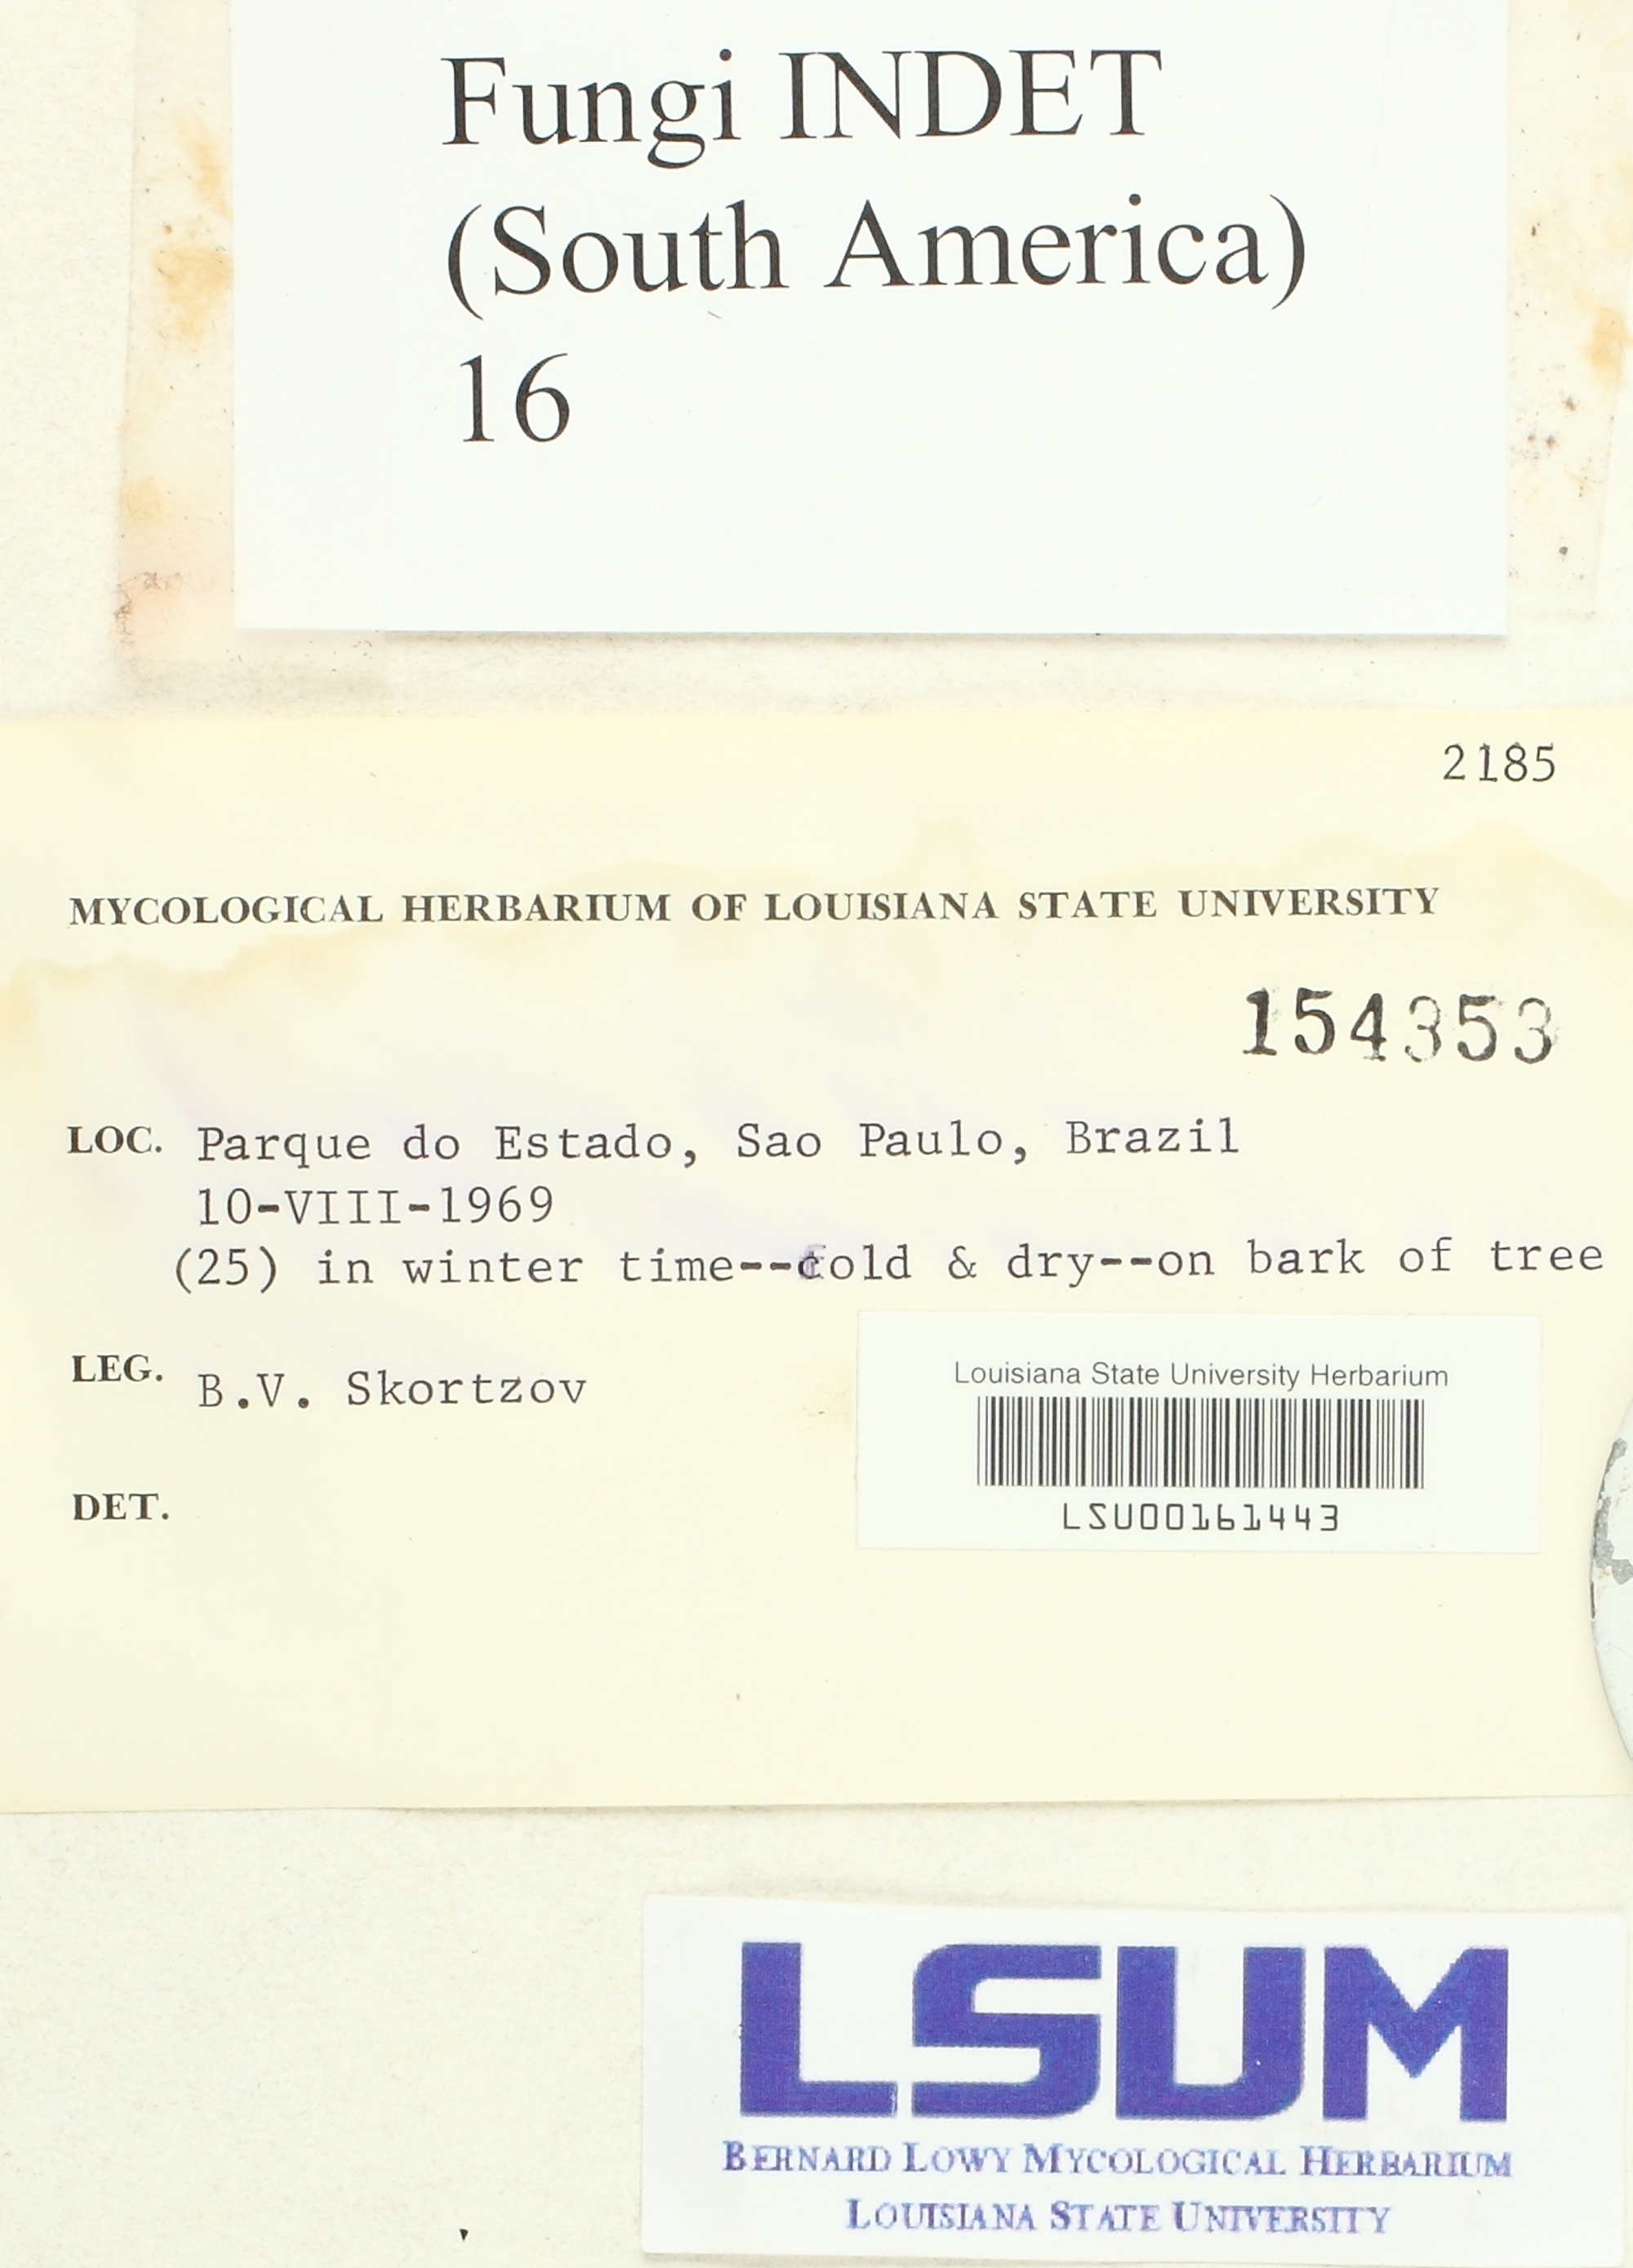 Fungi INDET
(South America)
16
2185
MYCOLOGICAL HERBARIUM OF LOUISIANA STATE UNIVERSITY
154353
LOC. Parque do Estado, Sao Paulo, Brazil
10-VIII-1969
(25) in winter time--cold & dry--on bark of tree
LEG. B.V. Skortzov
Louisiana State University Herbarium
LSU00161443
DET.
LSUM
BERNARD LOWY MYCOLOGICAL HERBARIUM
LOUISIANA STATE UNIVERSITY